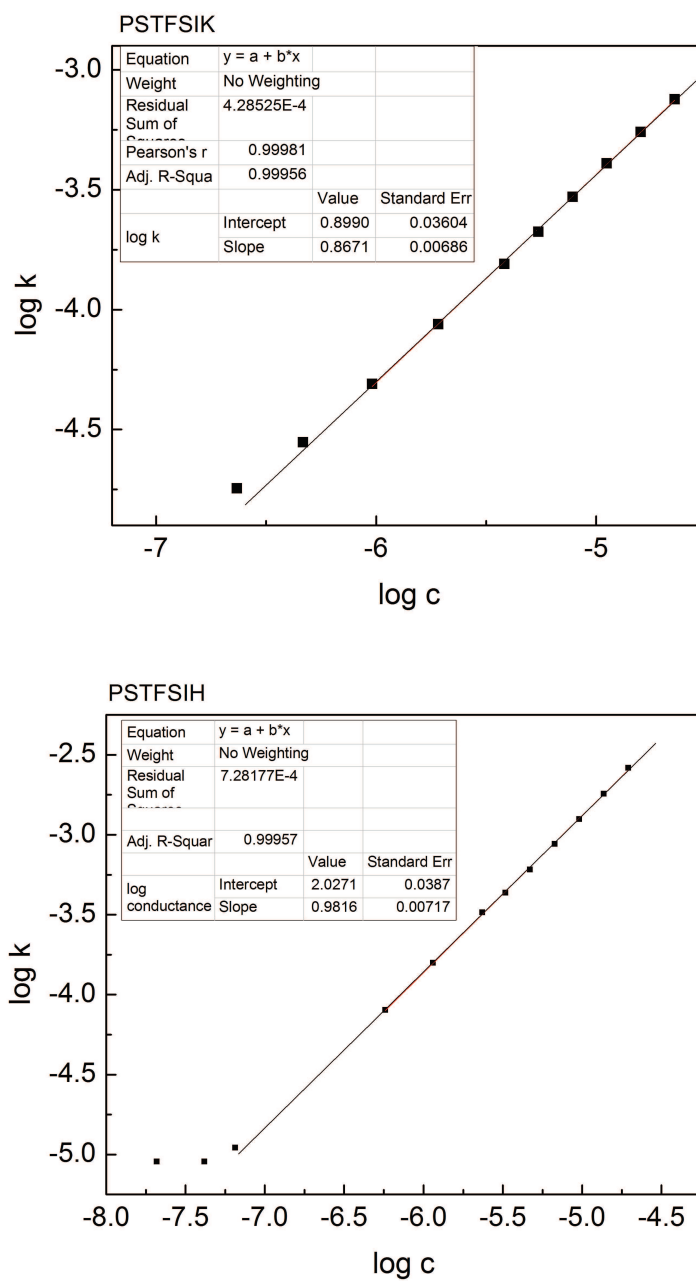 PSTFSIK
Equation y = a + b*x
Weight No Weighting
Residual 4.28525E-4
Sum of
Pearson's r 0.99981
Adj. R-Squa 0.99956
Value Standard Err
log k Intercept 0.8990 0.03604
Slope 0.8671 0.00686
-3.0
-3.5
-4.0
-4.5
log k
-7 -6 -5
log c
PSTFSIH
Equation y = a + b*x
Weight No Weighting
Residual 7.28177E-4
Sum of
Adj. R-Squar 0.99957
Value Standard Err
log conductance Intercept 2.0271 0.0387
Slope 0.9816 0.00717
-2.5
-3.0
-3.5
-4.0
-4.5
-5.0
log k
-8.0 -7.5 -7.0 -6.5 -6.0 -5.5 -5.0 -4.5
log c